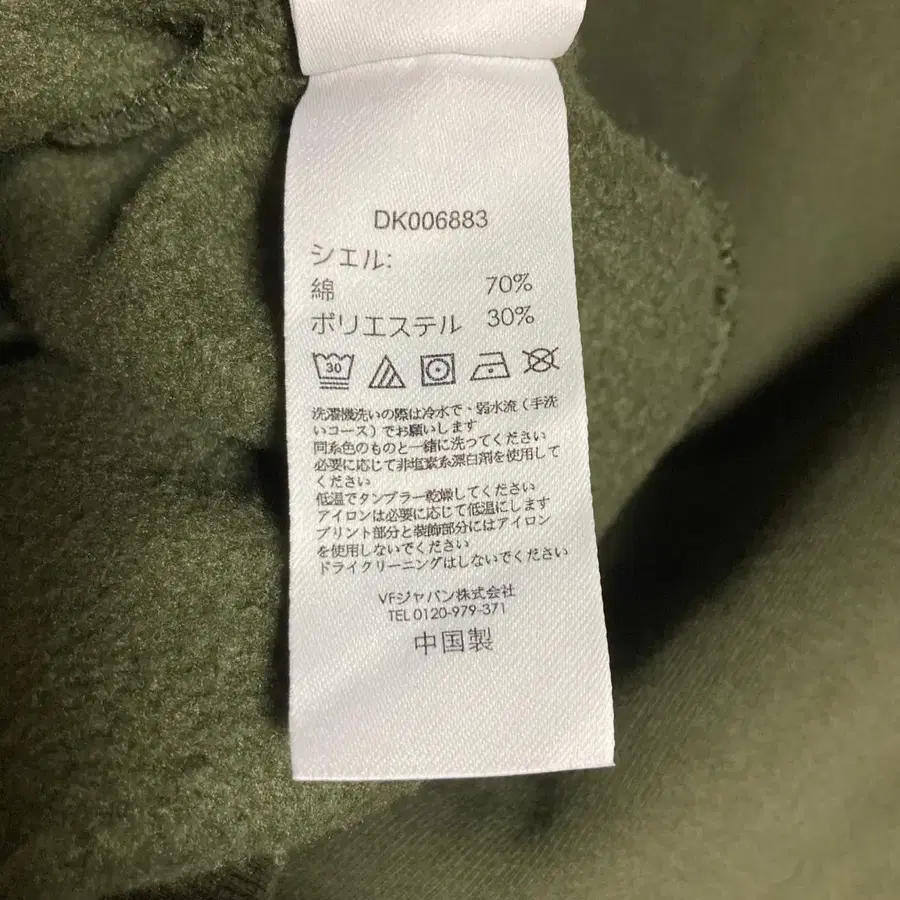 DK006883
シエル:
綿 70%
ポリエステル 30%
30
洗濯機洗いの際は冷水で、弱水流（手洗
いコース）でお願いします
同系色のものと一緒に洗ってください
必要に応じて非塩素系漂白剤を使用して
ください
低温でタンブラー乾燥してください
アイロンは必要に応じて低温にします
プリント部分と装飾部分にはアイロン
を使用しないでください
ドライクリーニングはしないでください
VFジャパン株式会社
TEL 0120-979-371
中国製